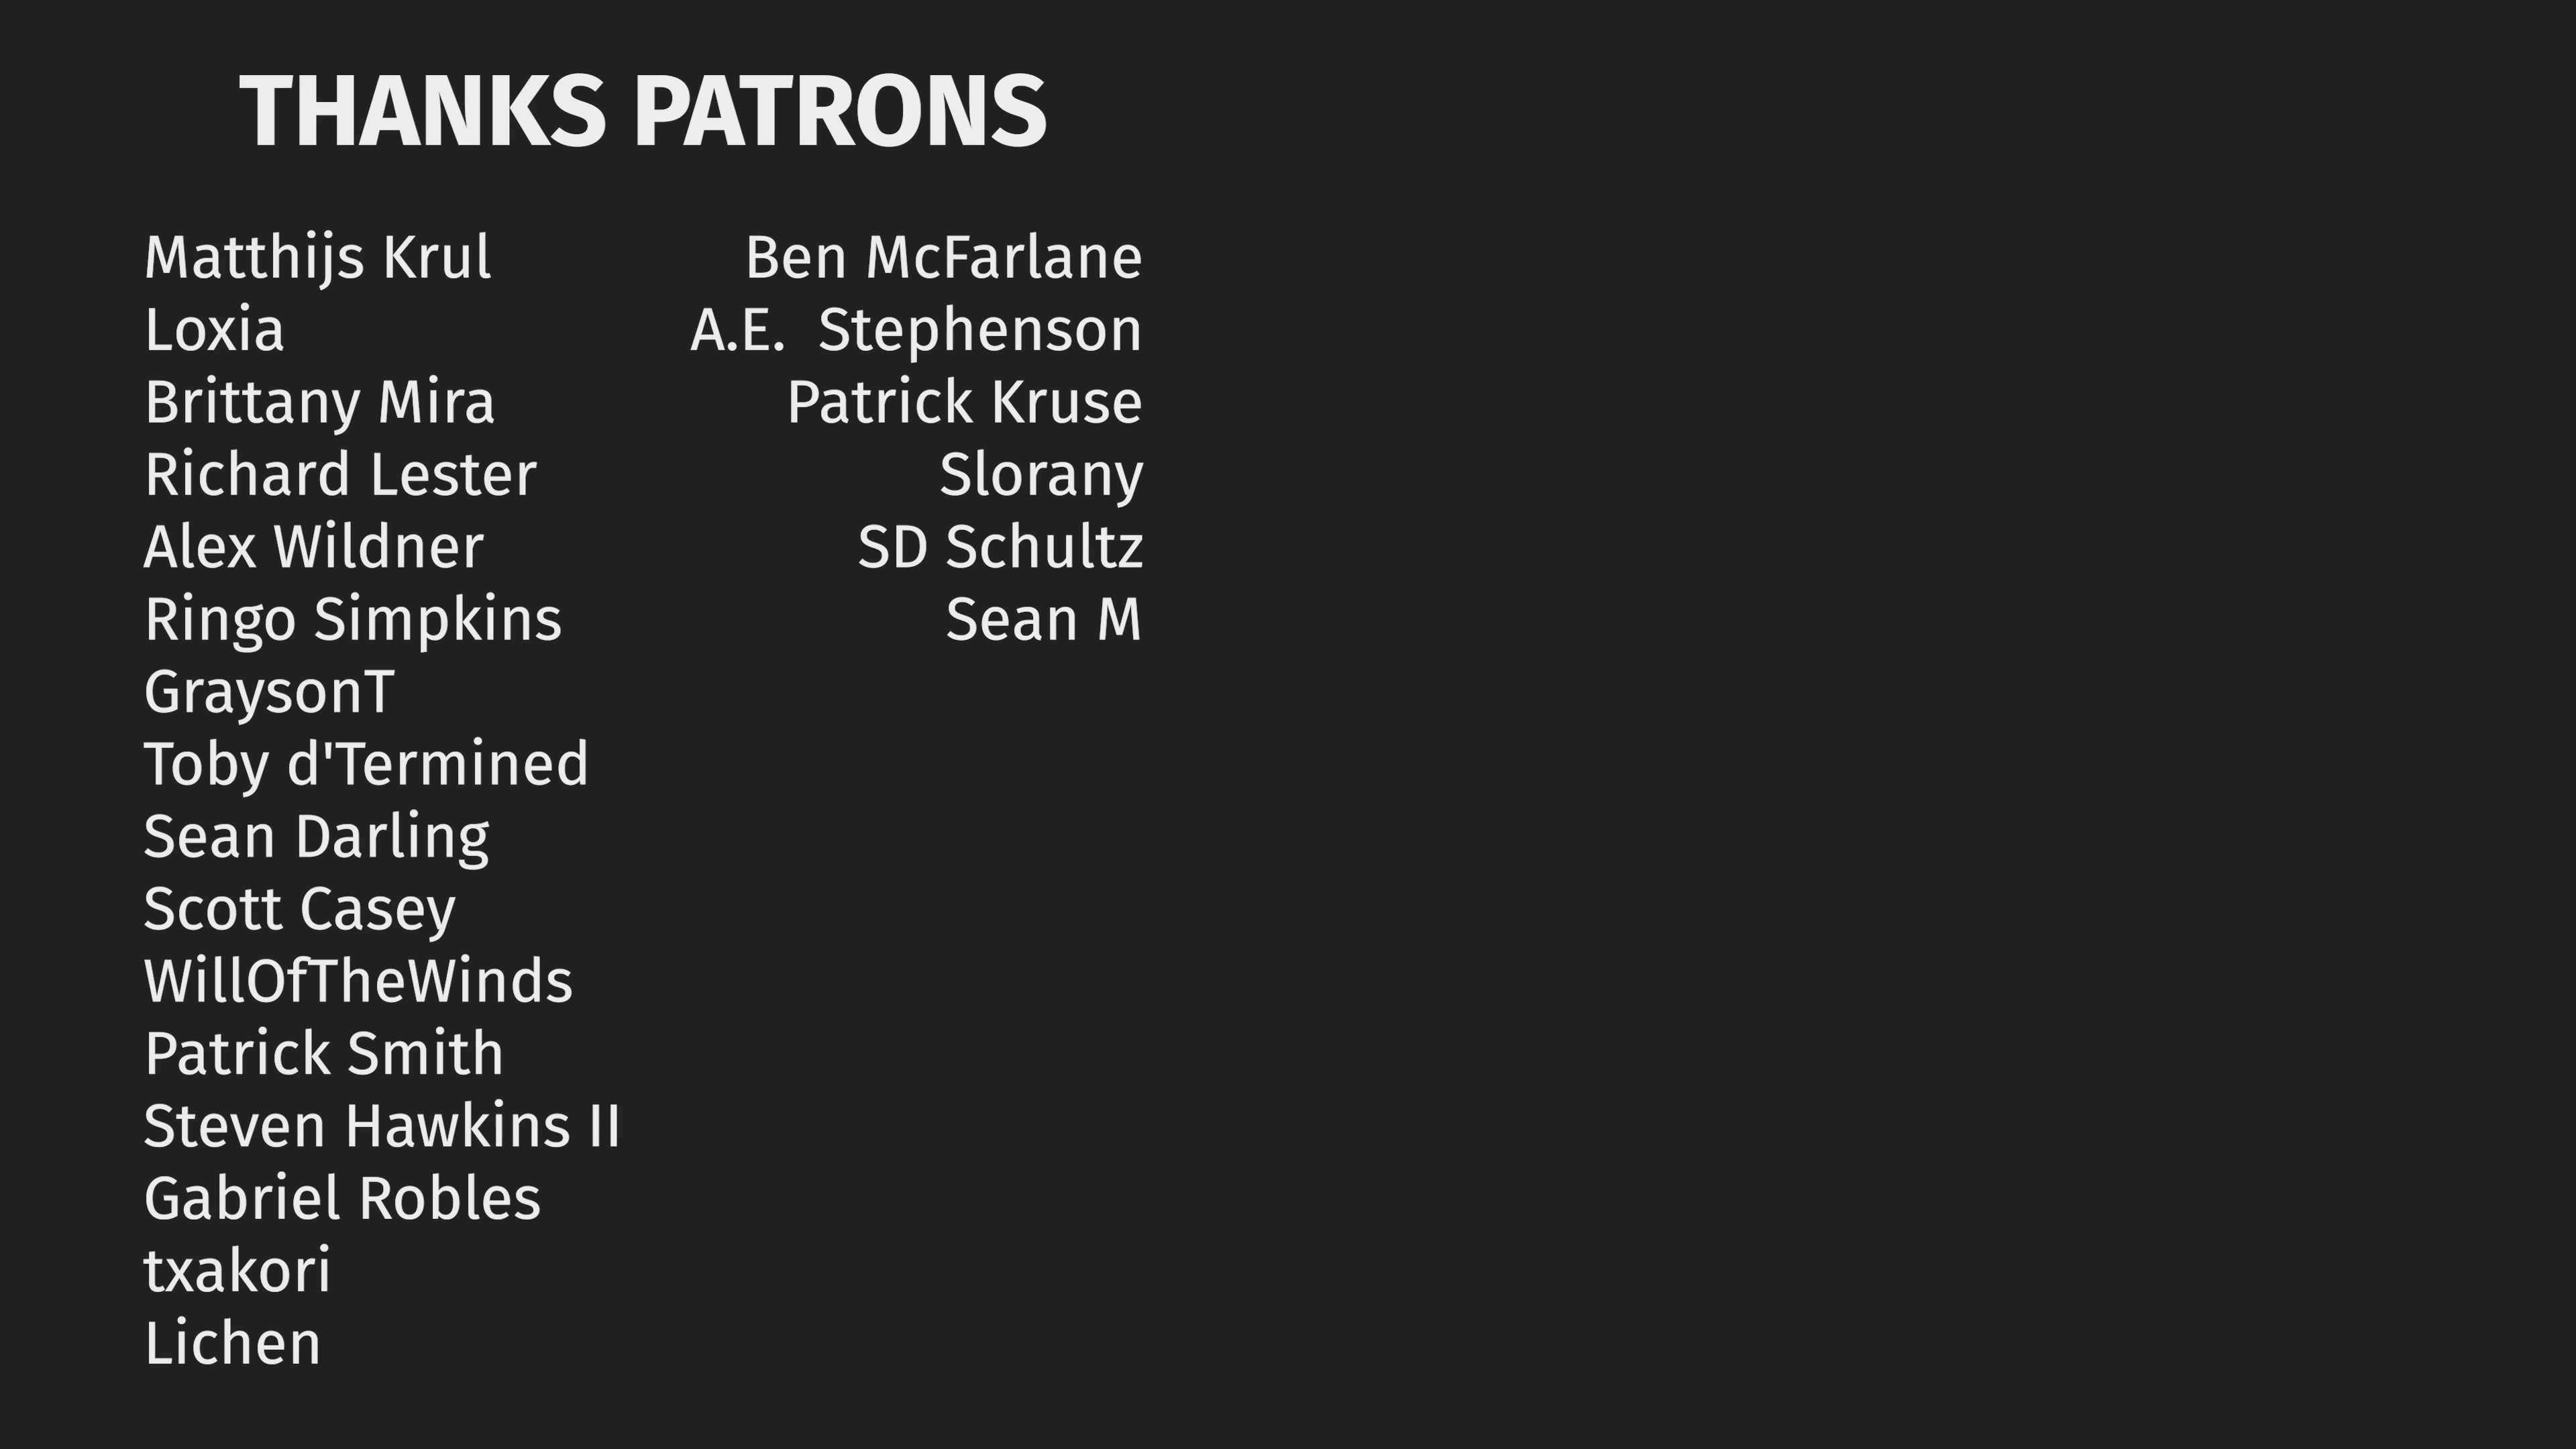 THANKS PATRONS
Matthijs Krul
Loxia
Brittany Mira
Richard Lester
Alex Wildner
Ringo Simpkins
GraysonT
Toby d'Termined
Sean Darling
Scott Casey
WillOfTheWinds
Patrick Smith
Steven Hawkins II
Gabriel Robles
txakori
Lichen
Ben McFarlane
A.E.  Stephenson
Patrick Kruse
Slorany
SD Schultz
Sean M